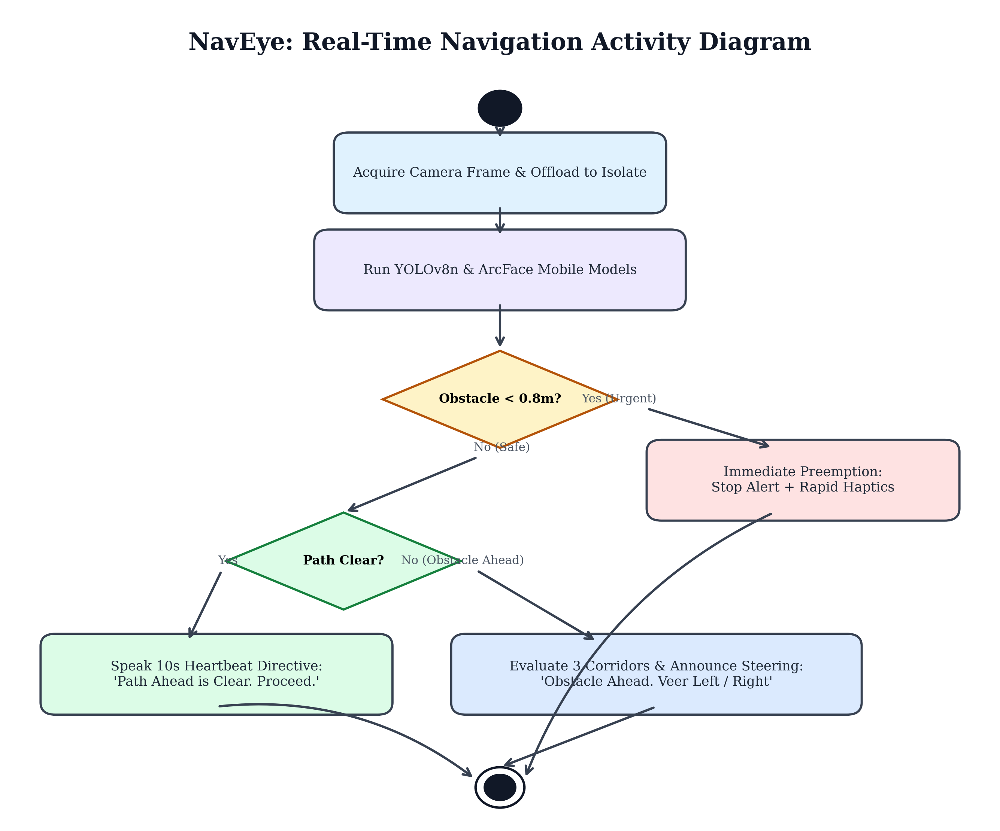 NavEye: Real-Time Navigation Activity Diagram
Acquire Camera Frame & Offload to Isolate
Run YOLOv8n & ArcFace Mobile Models
Obstacle < 0.8m?
Yes (Urgent)
No (Safe)
Immediate Preemption:
Stop Alert + Rapid Haptics
Yes
Path Clear?
No (Obstacle Ahead)
Speak 10s Heartbeat Directive:
'Path Ahead is Clear. Proceed.'
Evaluate 3 Corridors & Announce Steering:
'Obstacle Ahead. Veer Left / Right'